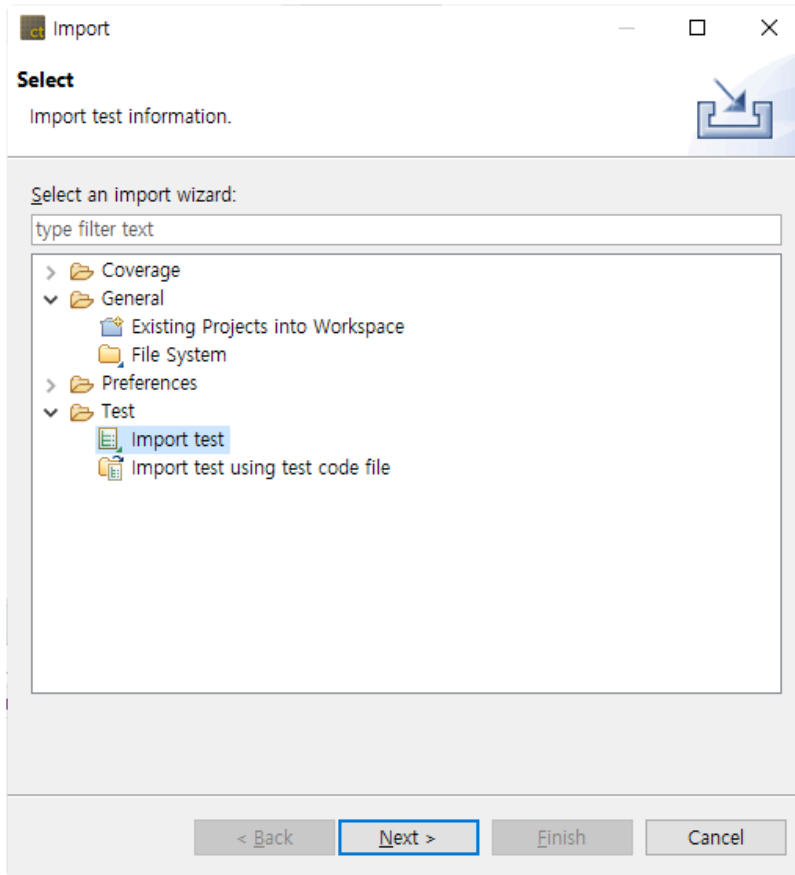 ct Import
Select
Import test information.
Select an import wizard:
type filter text
Coverage
General
Existing Projects into Workspace
File System
Preferences
Test
Import test
Import test using test code file
< Back Next > Finish Cancel